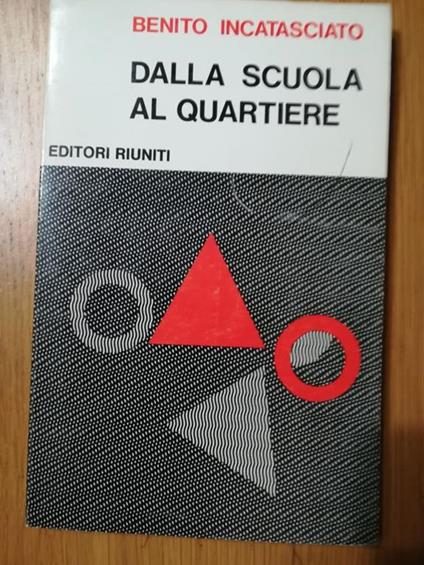 BENITO INCATASCIATO
DALLA SCUOLA
AL QUARTIERE
EDITORI RIUNITI